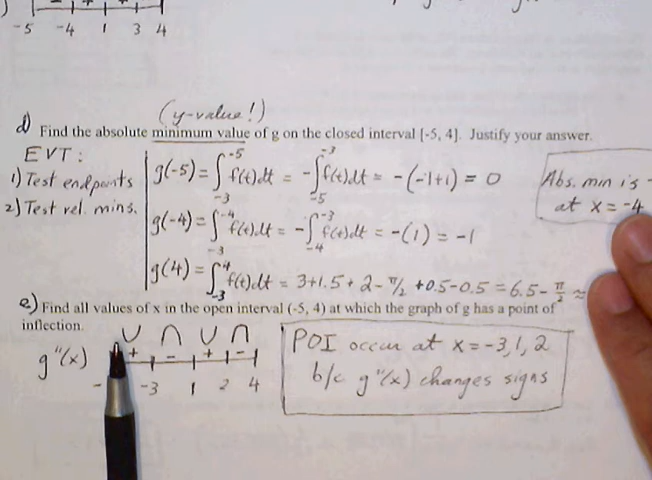 -5 -4 1 3 4
(y-value!)
d) Find the absolute minimum value of g on the closed interval [-5, 4]. Justify your answer.
EVT:
1) Test endpoints
2) Test rel. mins.
g(-5) = ∫_{-3}^{-5} f(t)dt = -∫_{-5}^{-3} f(t)dt = -(-1+1) = 0
g(-4) = ∫_{-3}^{-4} f(t)dt = -∫_{-4}^{-3} f(t)dt = -(1) = -1
g(4) = ∫_{-3}^{4} f(t)dt = 3+1.5+2-π/2+0.5-0.5 = 6.5-π/2 ≈
Abs. min is -
at x = -4
e) Find all values of x in the open interval (-5, 4) at which the graph of g has a point of
inflection.
g"(x) + - + -
- -3 1 2 4
POI occur at x = -3, 1, 2
b/c g"(x) changes signs